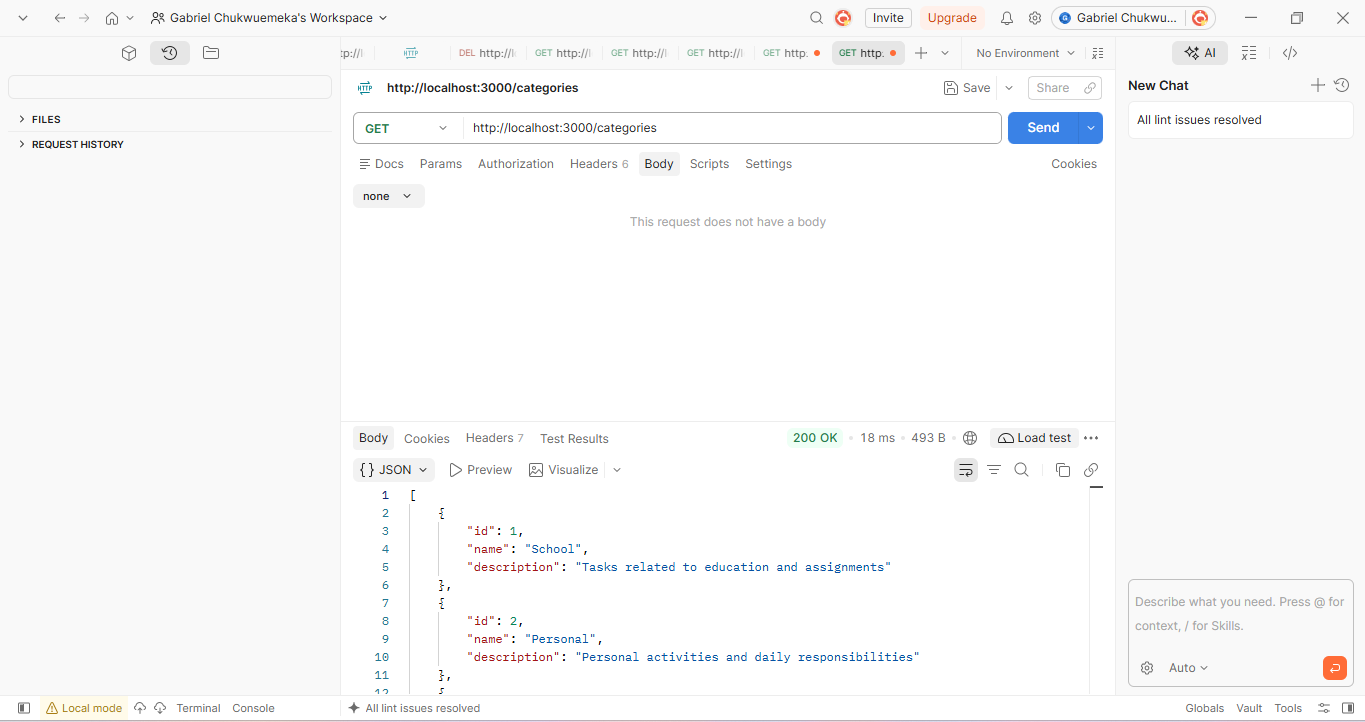 Gabriel Chukwuemeka's Workspace
Invite
Upgrade
Gabriel Chukwu...
HTTP
DEL http://
GET http://
GET http://
GET http://
GET http.
GET http.
No Environment
AI
HTTP http://localhost:3000/categories
Save
Share
New Chat
All lint issues resolved
FILES
REQUEST HISTORY
GET
http://localhost:3000/categories
Send
Docs
Params
Authorization
Headers 6
Body
Scripts
Settings
Cookies
none
This request does not have a body
Body
Cookies
Headers 7
Test Results
200 OK • 18 ms • 493 B •
Load test
{} JSON
Preview
Visualize
1 [
2 {
3 "id": 1,
4 "name": "School",
5 "description": "Tasks related to education and assignments"
6 },
7 {
8 "id": 2,
9 "name": "Personal",
10 "description": "Personal activities and daily responsibilities"
11 },
12 {
Describe what you need. Press @ for
context, / for Skills.
Auto
Local mode
Terminal
Console
All lint issues resolved
Globals
Vault
Tools